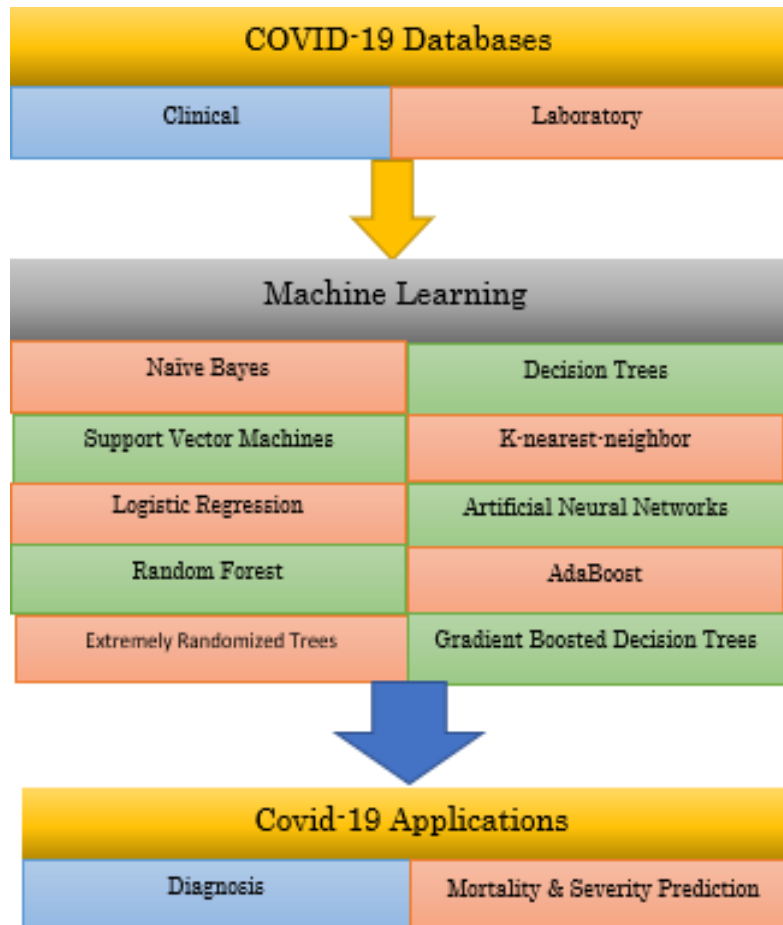 COVID-19 Databases
Clinical
Laboratory
Machine Learning
Naïve Bayes
Decision Trees
Support Vector Machines
K-nearest-neighbor
Logistic Regression
Artificial Neural Networks
Random Forest
AdaBoost
Extremely Randomized Trees
Gradient Boosted Decision Trees
Covid-19 Applications
Diagnosis
Mortality & Severity Prediction